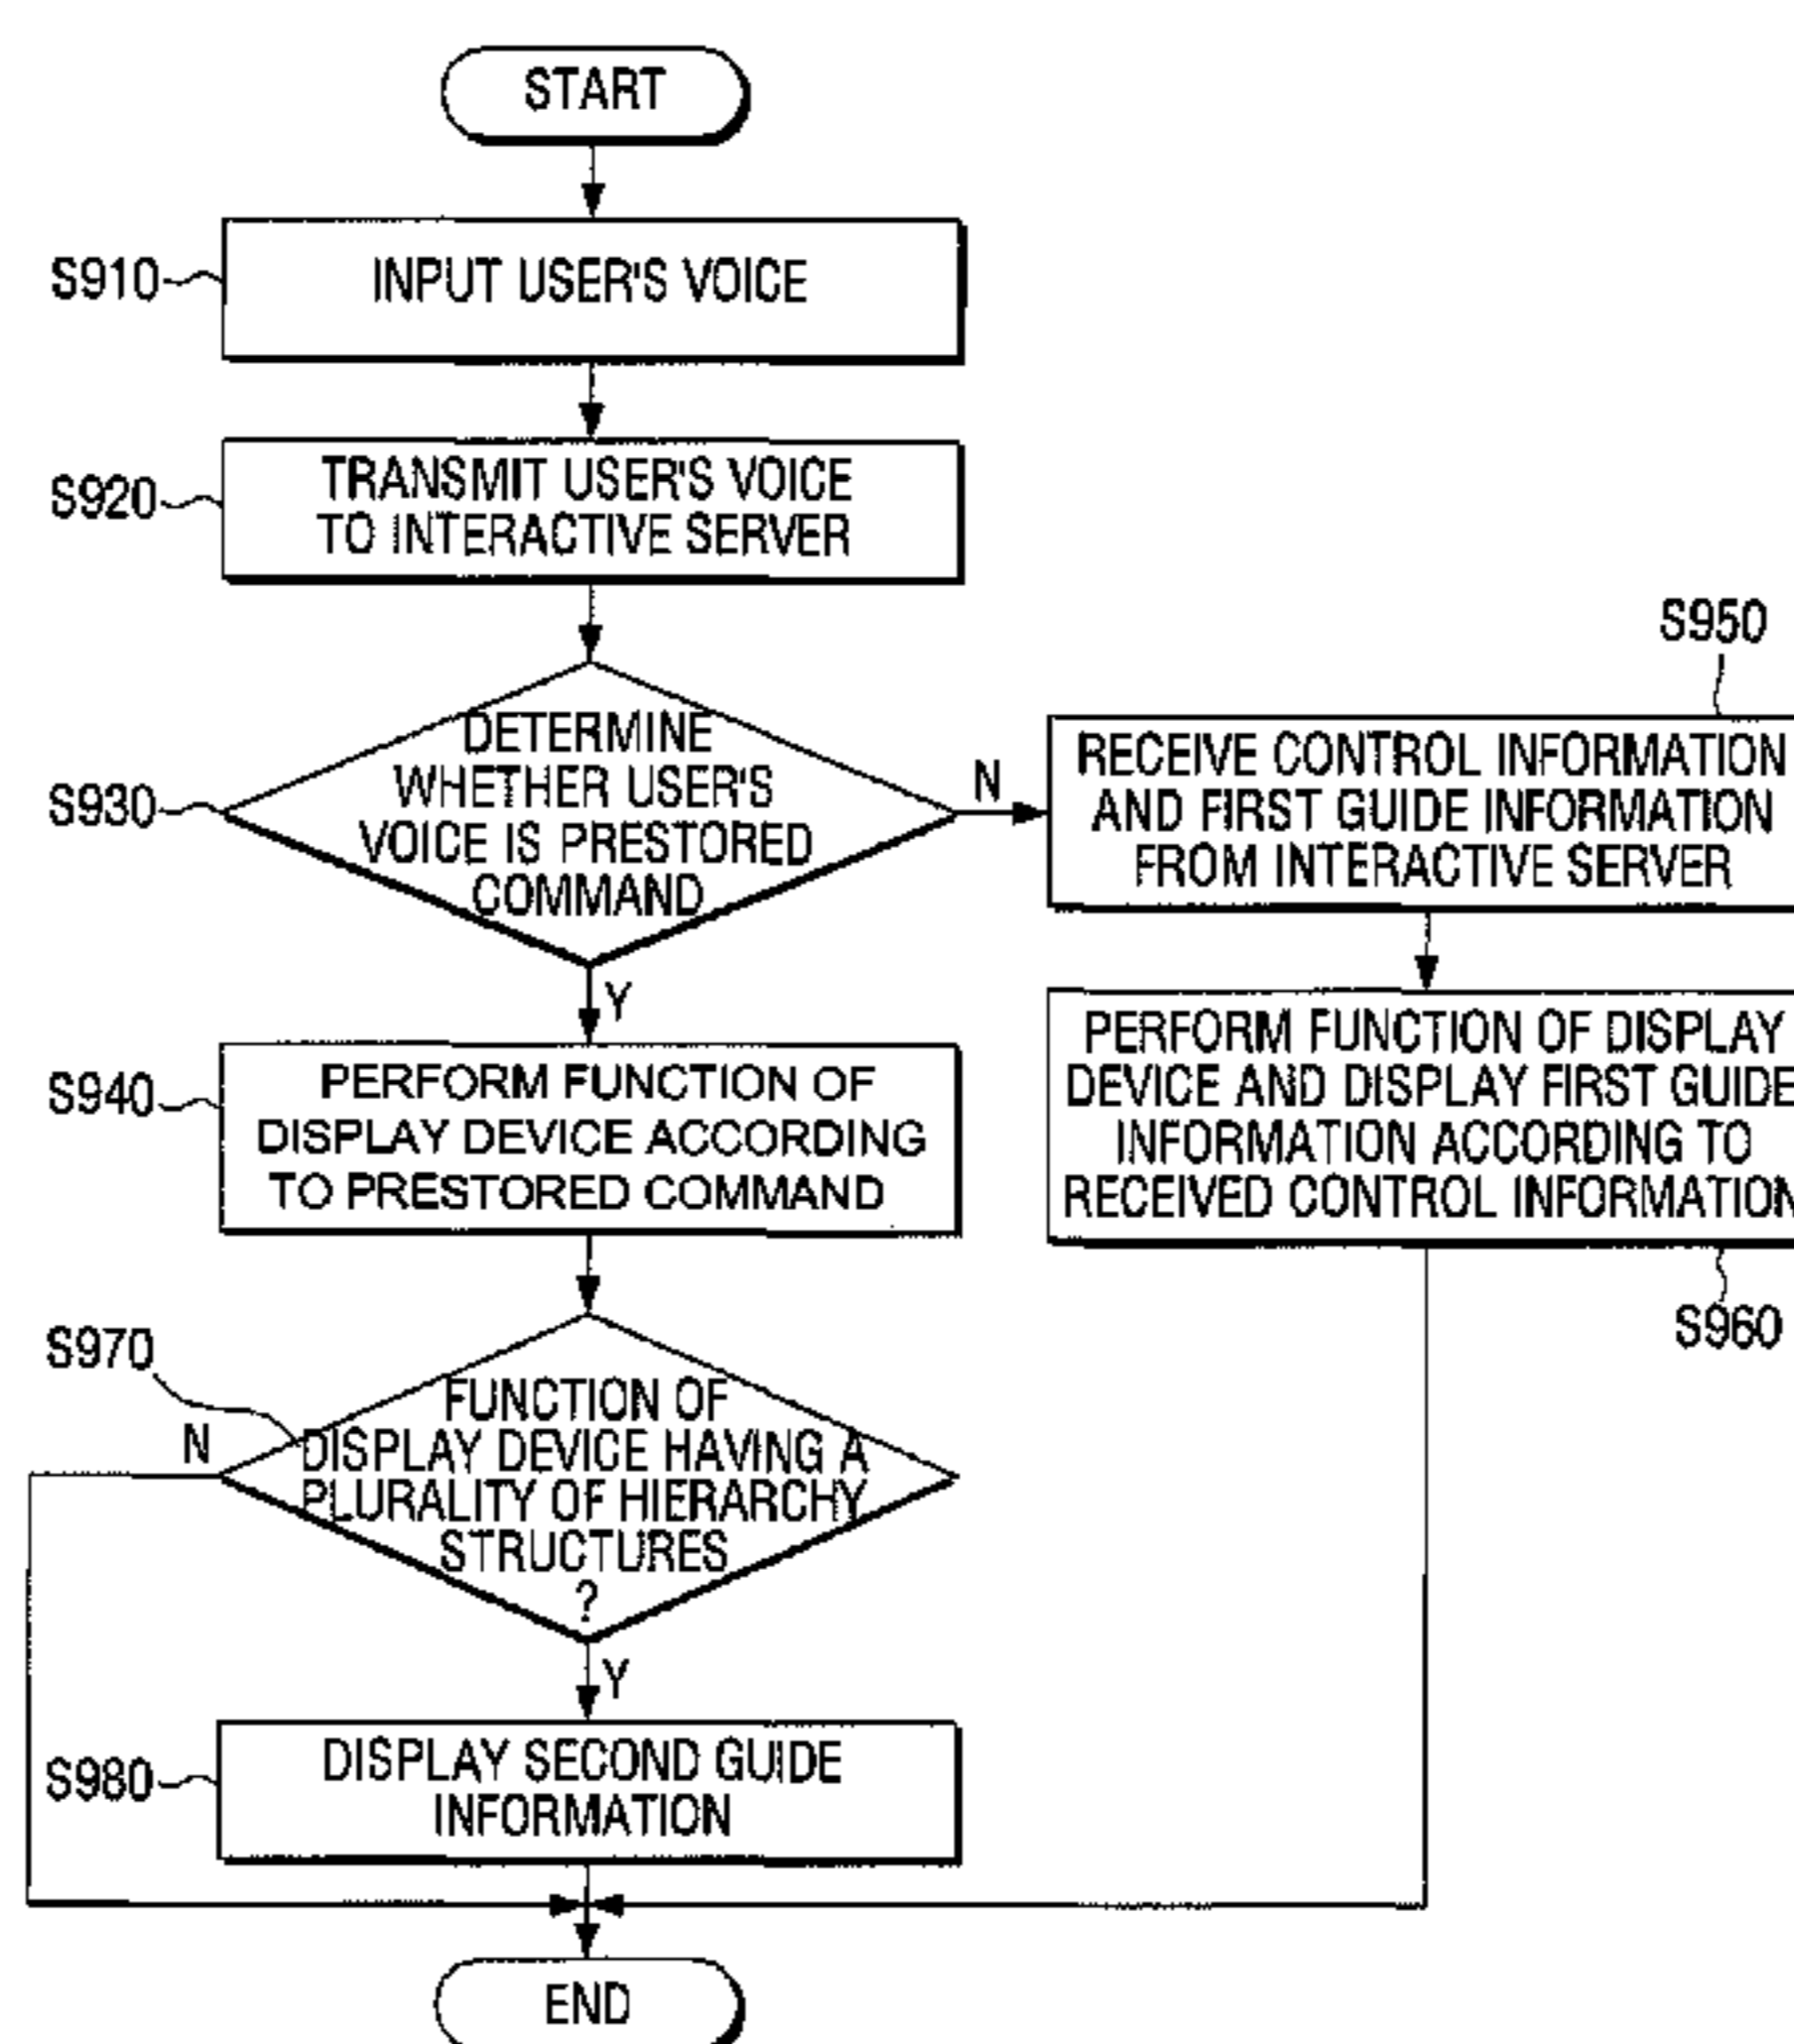 START
S910
INPUT USER'S VOICE
S920
TRANSMIT USER'S VOICE
TO INTERACTIVE SERVER
S930
DETERMINE
WHETHER USER'S
VOICE IS PRESTORED
COMMAND
N
Y
S950
RECEIVE CONTROL INFORMATION
AND FIRST GUIDE INFORMATION
FROM INTERACTIVE SERVER
S940
PERFORM FUNCTION OF
DISPLAY DEVICE ACCORDING
TO PRESTORED COMMAND
PERFORM FUNCTION OF DISPLAY
DEVICE AND DISPLAY FIRST GUIDE
INFORMATION ACCORDING TO
RECEIVED CONTROL INFORMATION
S960
S970
N
FUNCTION OF
DISPLAY DEVICE HAVING A
PLURALITY OF HIERARCHY
STRUCTURES
?
Y
S980
DISPLAY SECOND GUIDE
INFORMATION
END